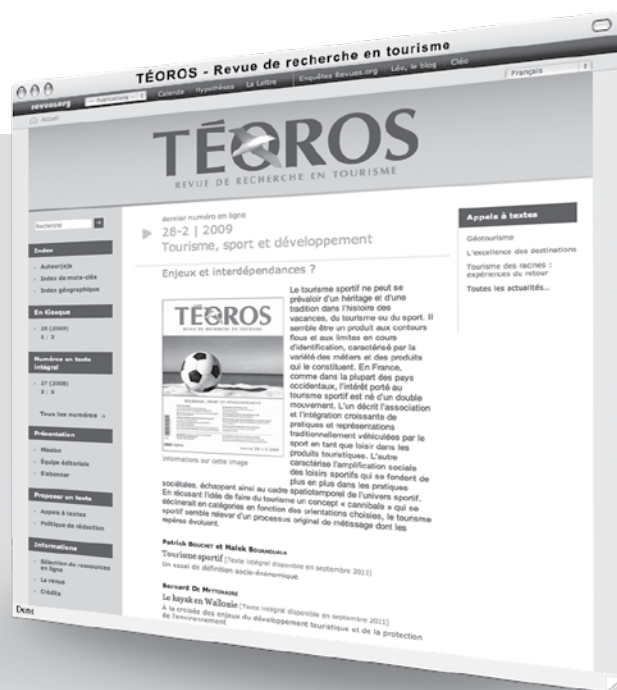 TÉOROS - Revue de recherche en tourisme
revues.org
Calenda
Hypothèses
La Lettre
Enquêtes Revues.org
Léo, le blog
Cléo
Français
Accueil
TÉOROS
REVUE DE RECHERCHE EN TOURISME
Recherche
Index
Auteur(e)s
Index de mots-clés
Index géographique
En Kiosque
28 (2009)
1 : 2
Numéros en texte
intégral
27 (2008)
Tous les numéros →
Présentation
Mission
Équipe éditoriale
S'abonner
Proposer un texte
Appels à textes
Politique de rédaction
Informations
Sélection de ressources
en ligne
La revue
Crédits
Done
dernier numéro en ligne
28-2 | 2009
Tourisme, sport et développement
Enjeux et interdépendances ?
TÉOROS
REVUE DE RECHERCHE EN TOURISME
TOURISME, SPORT ET DÉVELOPPEMENT
Informations sur cette image
Le tourisme sportif ne peut se
prévaloir d'un héritage et d'une
tradition dans l'histoire des
vacances, du tourisme ou du sport. Il
semble être un produit aux contours
flous et aux limites en cours
d'identification, caractérisé par la
variété des métiers et des produits
qui le constituent. En France,
comme dans la plupart des pays
occidentaux, l'intérêt porté au
tourisme sportif est né d'un double
mouvement. L'un décrit l'association
et l'intégration croissantes de
pratiques et représentations
traditionnellement véhiculées par le
sport en tant que loisir dans les
produits touristiques. L'autre
caractérise l'amplification sociale
des loisirs sportifs qui se fondent de
plus en plus dans les pratiques
sociétales, échappant ainsi au cadre spatiotemporel de l'univers sportif.
En récusant l'idée de faire du tourisme un concept « cannibale » qui se
déclinerait en catégories en fonction des orientations choisies, le tourisme
sportif semble relever d'un processus original de métissage dont les
repères évoluent.
Patrick Bouchet et Malek Bouhaouala
Tourisme sportif [Texte intégral disponible en septembre 2011]
Un essai de définition socio-économique
Bernard De Myttenaere
Le kayak en Wallonie [Texte intégral disponible en septembre 2011]
À la croisée des enjeux du développement touristique et de la protection
de l'environnement
Appels à textes
Géotourisme
L'excellence des destinations
Tourisme des racines :
expériences du retour
Toutes les actualités...